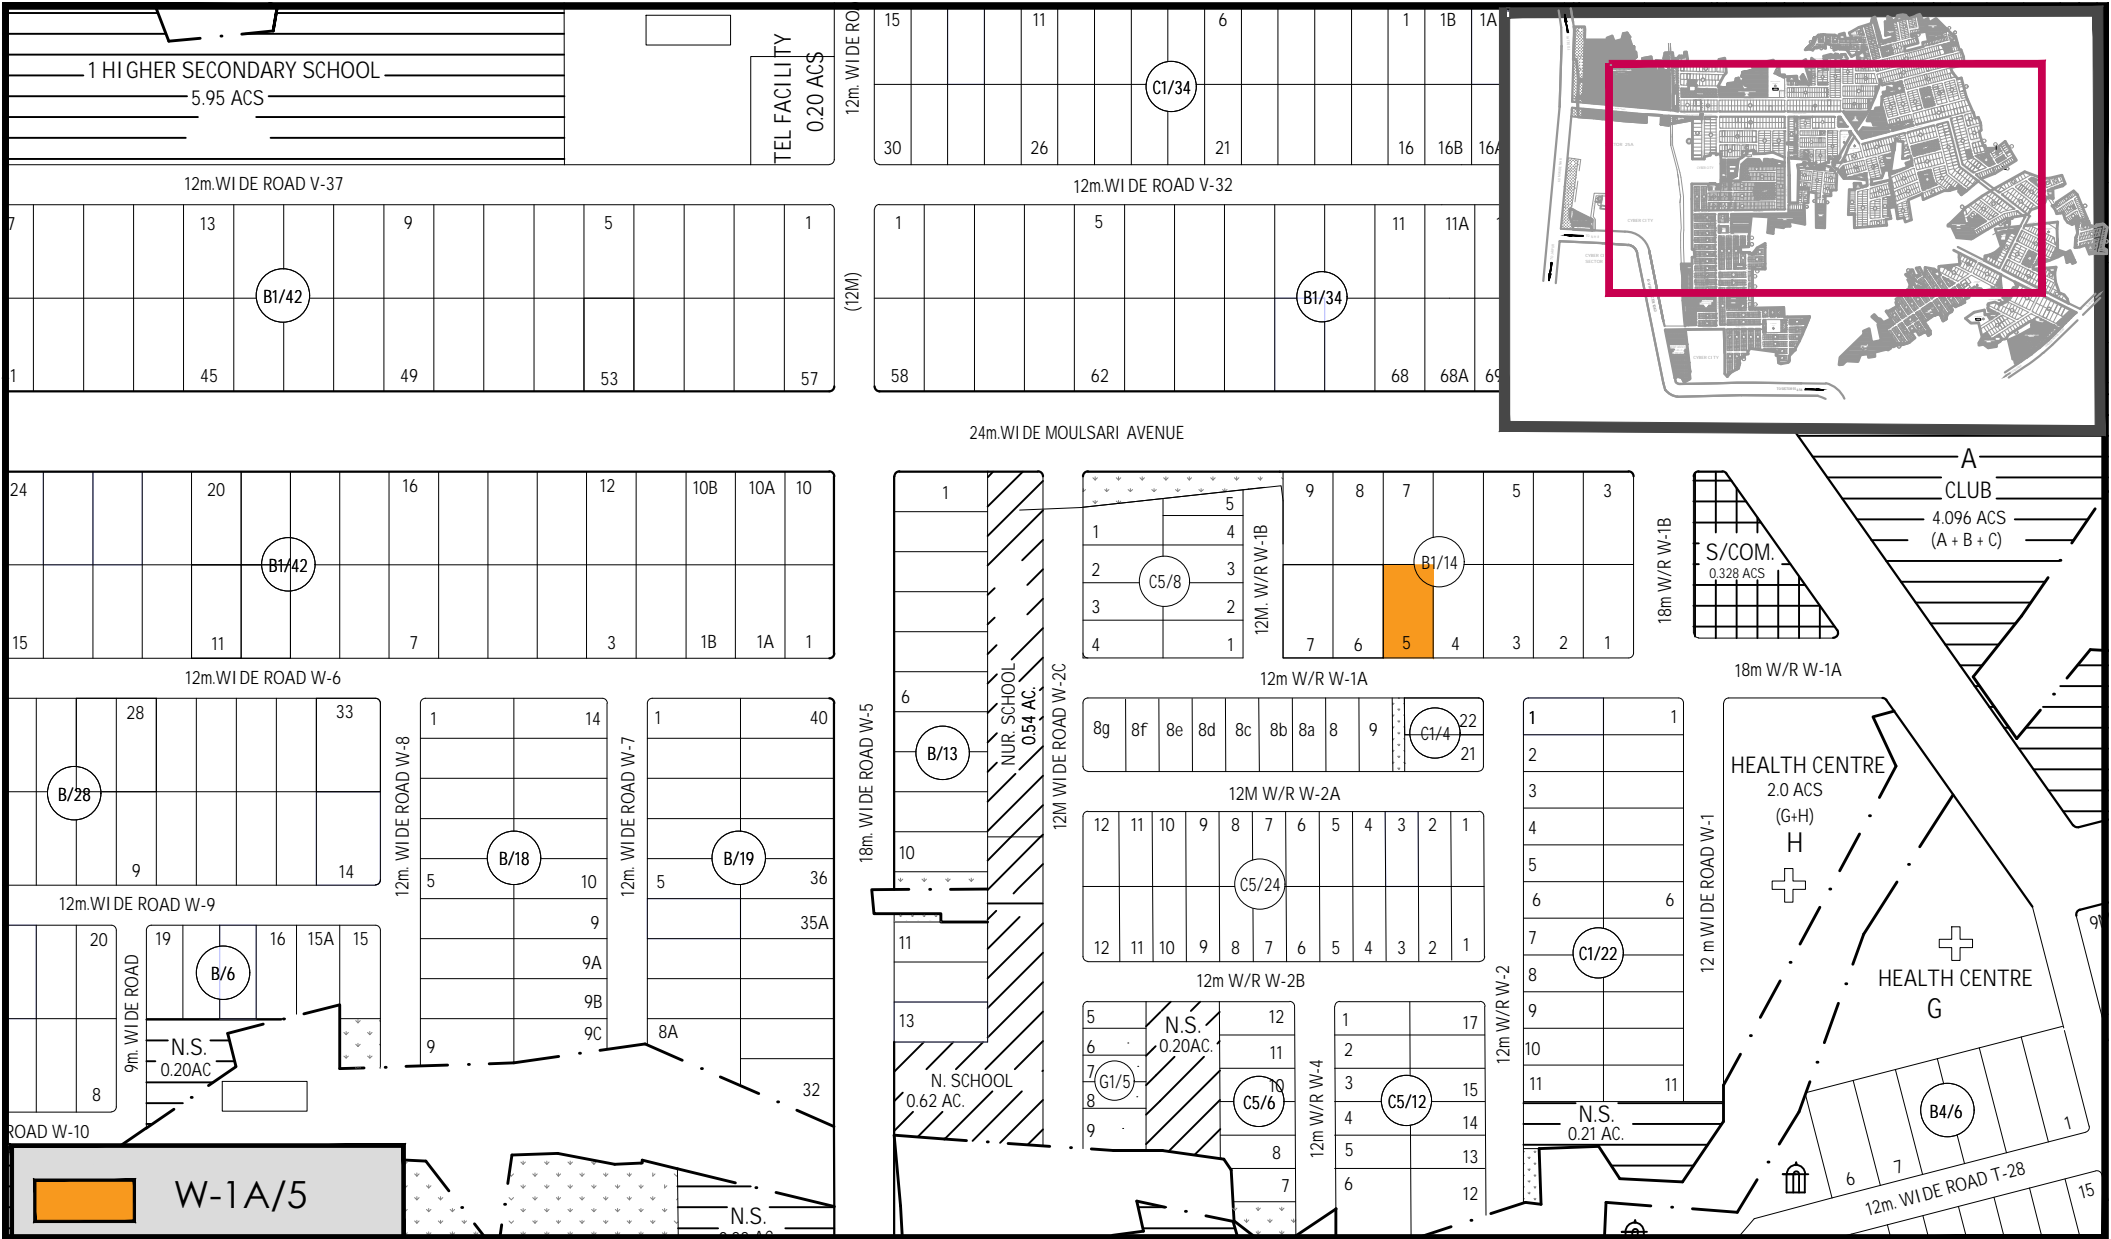 1 HIGHER SECONDARY SCHOOL
5.95 ACS
TEL FACILITY
0.20 ACS
12m. WIDE ROA
15 11 6 1 1B 1A
C1/34
30 26 21 16 16B 16A
12m.WIDE ROAD V-37
12m.WIDE ROAD V-32
7 13 9 5 1
B1/42
1 45 49 53 57
(12M)
1 5 11 11A 1
B1/34
58 62 68 68A 69
24m.WIDE MOULSARI AVENUE
24 20 16 12 10B 10A 10
B1/42
15 11 7 3 1B 1A 1
12m.WIDE ROAD W-6
1
6
B/13
10
11
13
NUR. SCHOOL
0.54 AC.
12M WIDE ROAD W-2C
18m. WIDE ROAD W-5
N. SCHOOL
0.62 AC.
1 5
4
2 3
3 2
4 1
C5/8
12M. W/R W-1B
9 8 7 5 3
B1/14
7 6 5 4 3 2 1
18m W/R W-1B
S/COM.
0.328 ACS
A
CLUB
4.096 ACS
(A + B + C)
12m W/R W-1A
18m W/R W-1A
28 33
B/28
9 14
12m. WIDE ROAD W-8
1 14
B/18
5 10
9
9A
9B
9C
9
12m. WIDE ROAD W-7
1 40
B/19
5 36
35A
8A
32
8g 8f 8e 8d 8c 8b 8a 8 9
C1/4
22
21
12M W/R W-2A
12 11 10 9 8 7 6 5 4 3 2 1
C5/24
12 11 10 9 8 7 6 5 4 3 2 1
12m W/R W-2B
1 1
2
3
4
5
6 6
7
C1/22
8
9
10
11 11
12 m WIDE ROAD W-1
HEALTH CENTRE
2.0 ACS
(G+H)
H
HEALTH CENTRE
G
12m.WIDE ROAD W-9
20 19 16 15A 15
B/6
9m. WIDE ROAD
N.S.
0.20AC
8
ROAD W-10
5
6
7
G1/5
8
9
N.S.
0.20AC.
12
11
10
C5/6
8
7
12m W/R W-4
1 17
2
3 15
C5/12
4 14
5 13
6 12
12m W/R W-2
N.S.
0.21 AC.
B4/6
6 7 1
12m. WIDE ROAD T-28
15
N.S.
W-1A/5